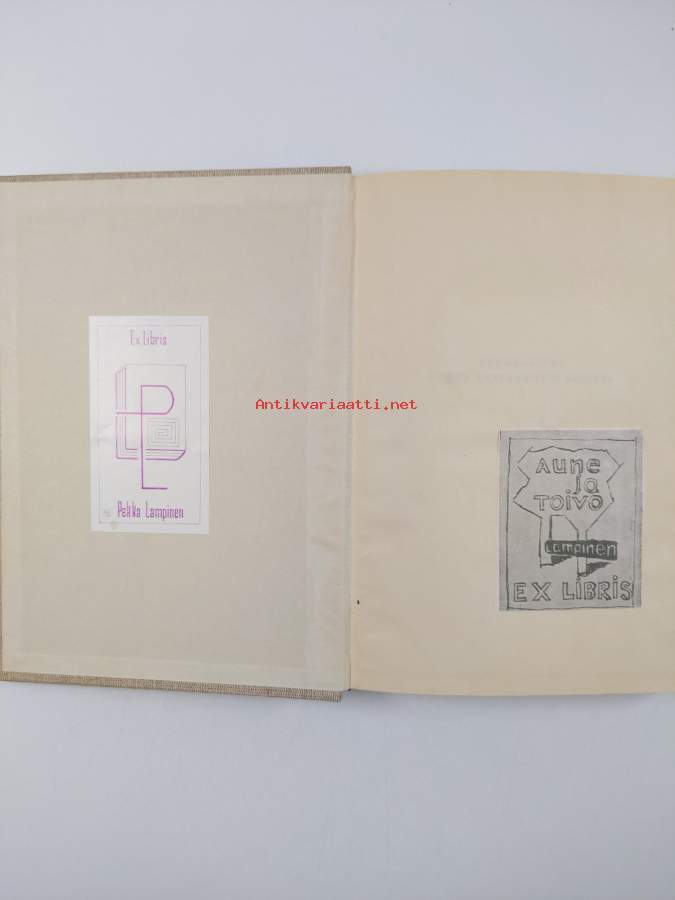 Ex Libris
Pekka Lampinen
Antikvariaatti.net
Aune
ja
TOIVO
Lampinen
EX LIBRIS